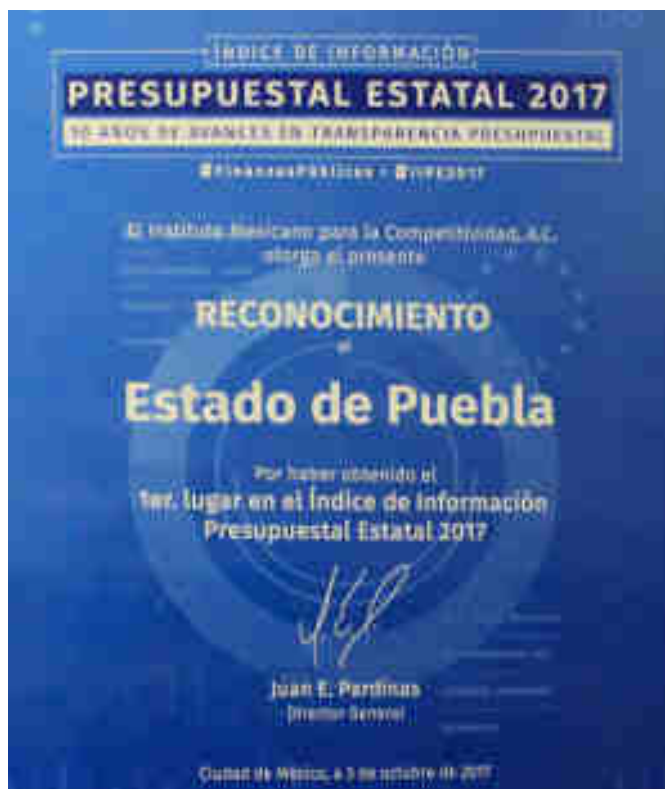 ÍNDICE DE INFORMACIÓN
PRESUPUESTAL ESTATAL 2017
10 AÑOS DE AVANCES EN TRANSPARENCIA PRESUPUESTAL
#FinanzasPúblicas • #IIPE2017
El Instituto Mexicano para la Competitividad, A.C.
otorga el presente
RECONOCIMIENTO
al
Estado de Puebla
Por haber obtenido el
1er. lugar en el Índice de Información
Presupuestal Estatal 2017
Juan E. Pardinas
Director General
Ciudad de México, a 3 de octubre de 2017